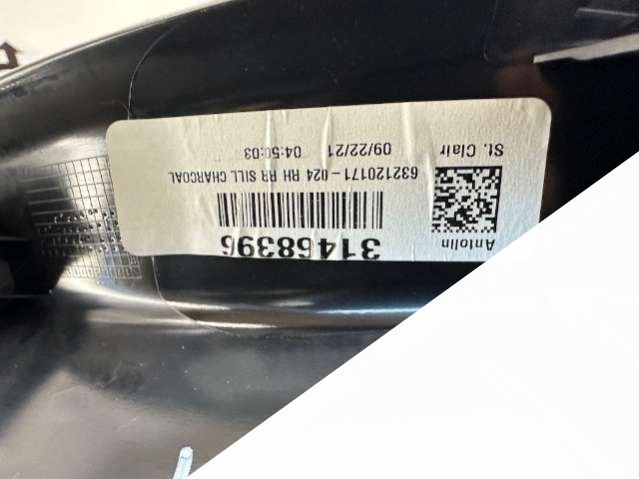 Antolin
31468396
632120171-024 RH RR SILL CHARCOAL
St. Clair
09/22/21
04:50:03